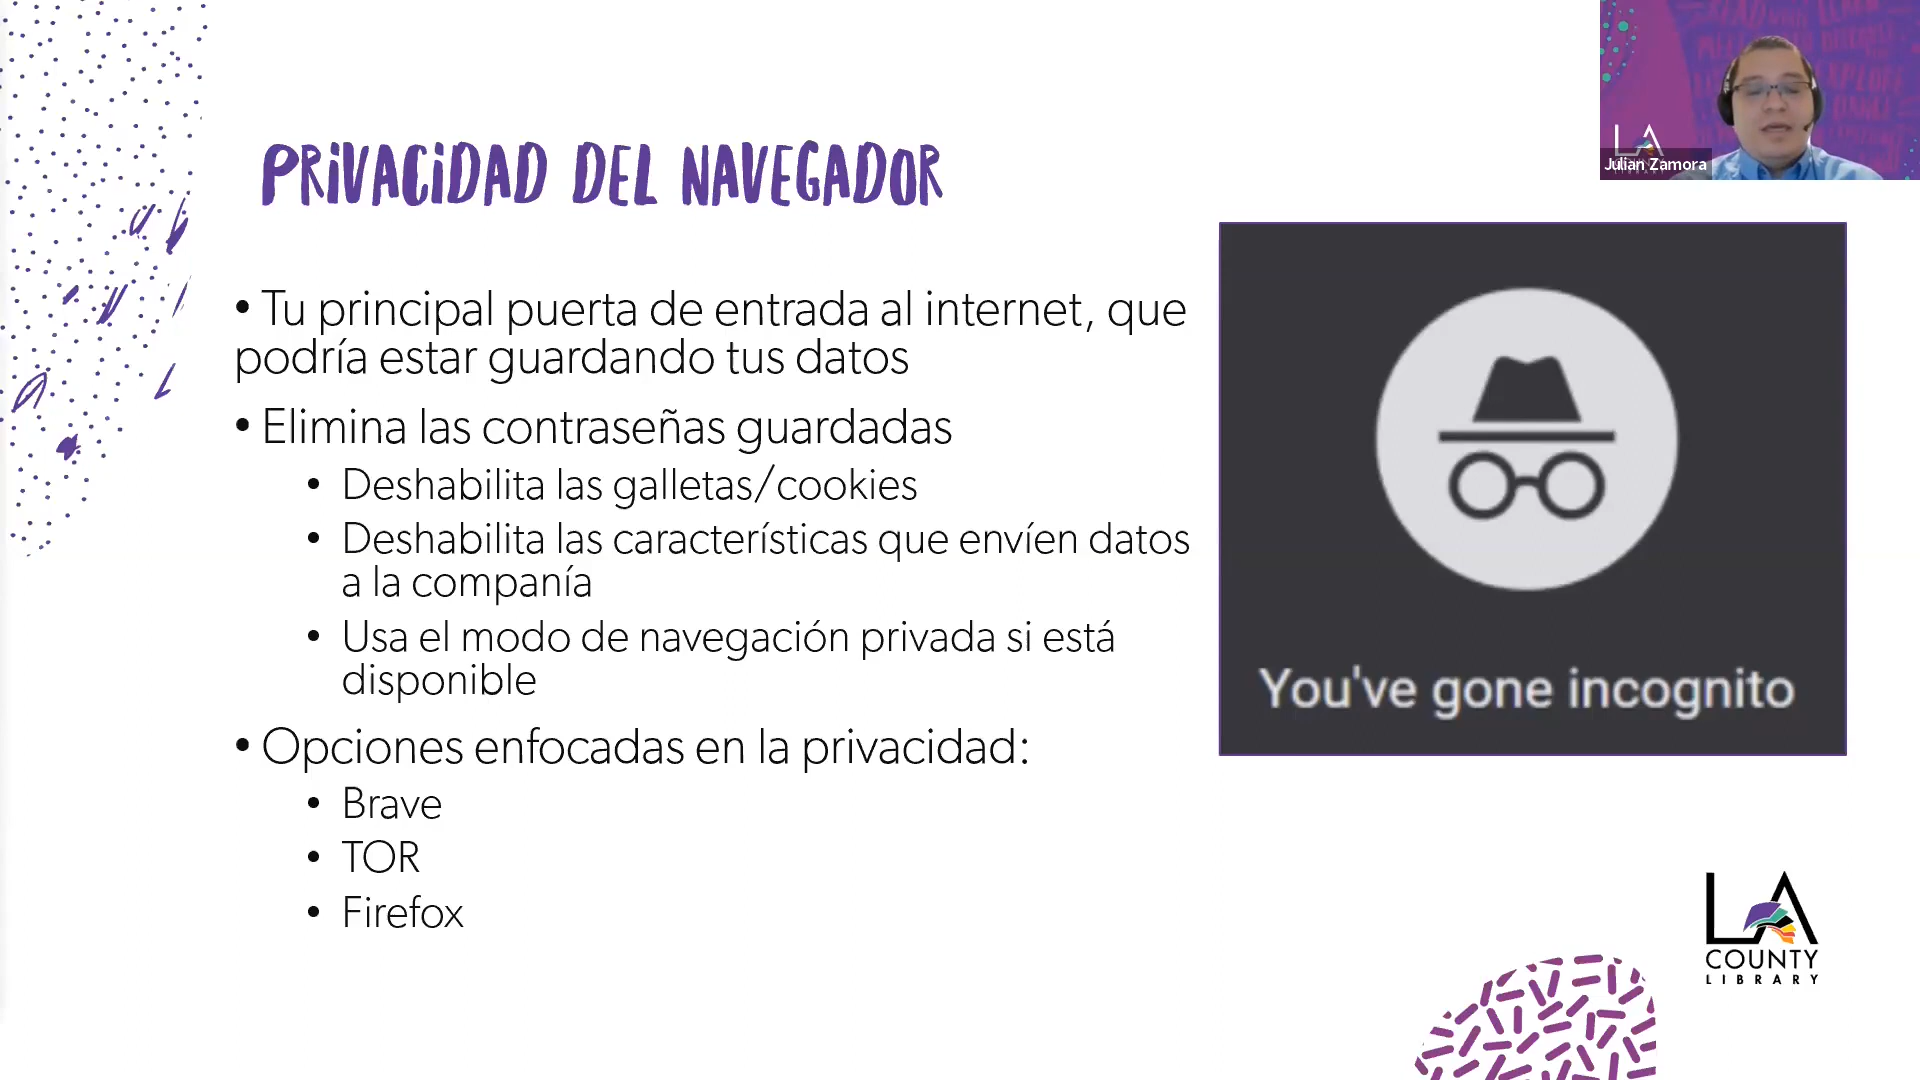 PRIVACIDAD DEL NAVEGADOR
• Tu principal puerta de entrada al internet, que
podría estar guardando tus datos
• Elimina las contraseñas guardadas
• Deshabilita las galletas/cookies
• Deshabilita las características que envíen datos
a la companía
• Usa el modo de navegación privada si está
disponible
• Opciones enfocadas en la privacidad:
• Brave
• TOR
• Firefox
You've gone incognito
LA
Julian Zamora
LIBRARY
LA
COUNTY
LIBRARY